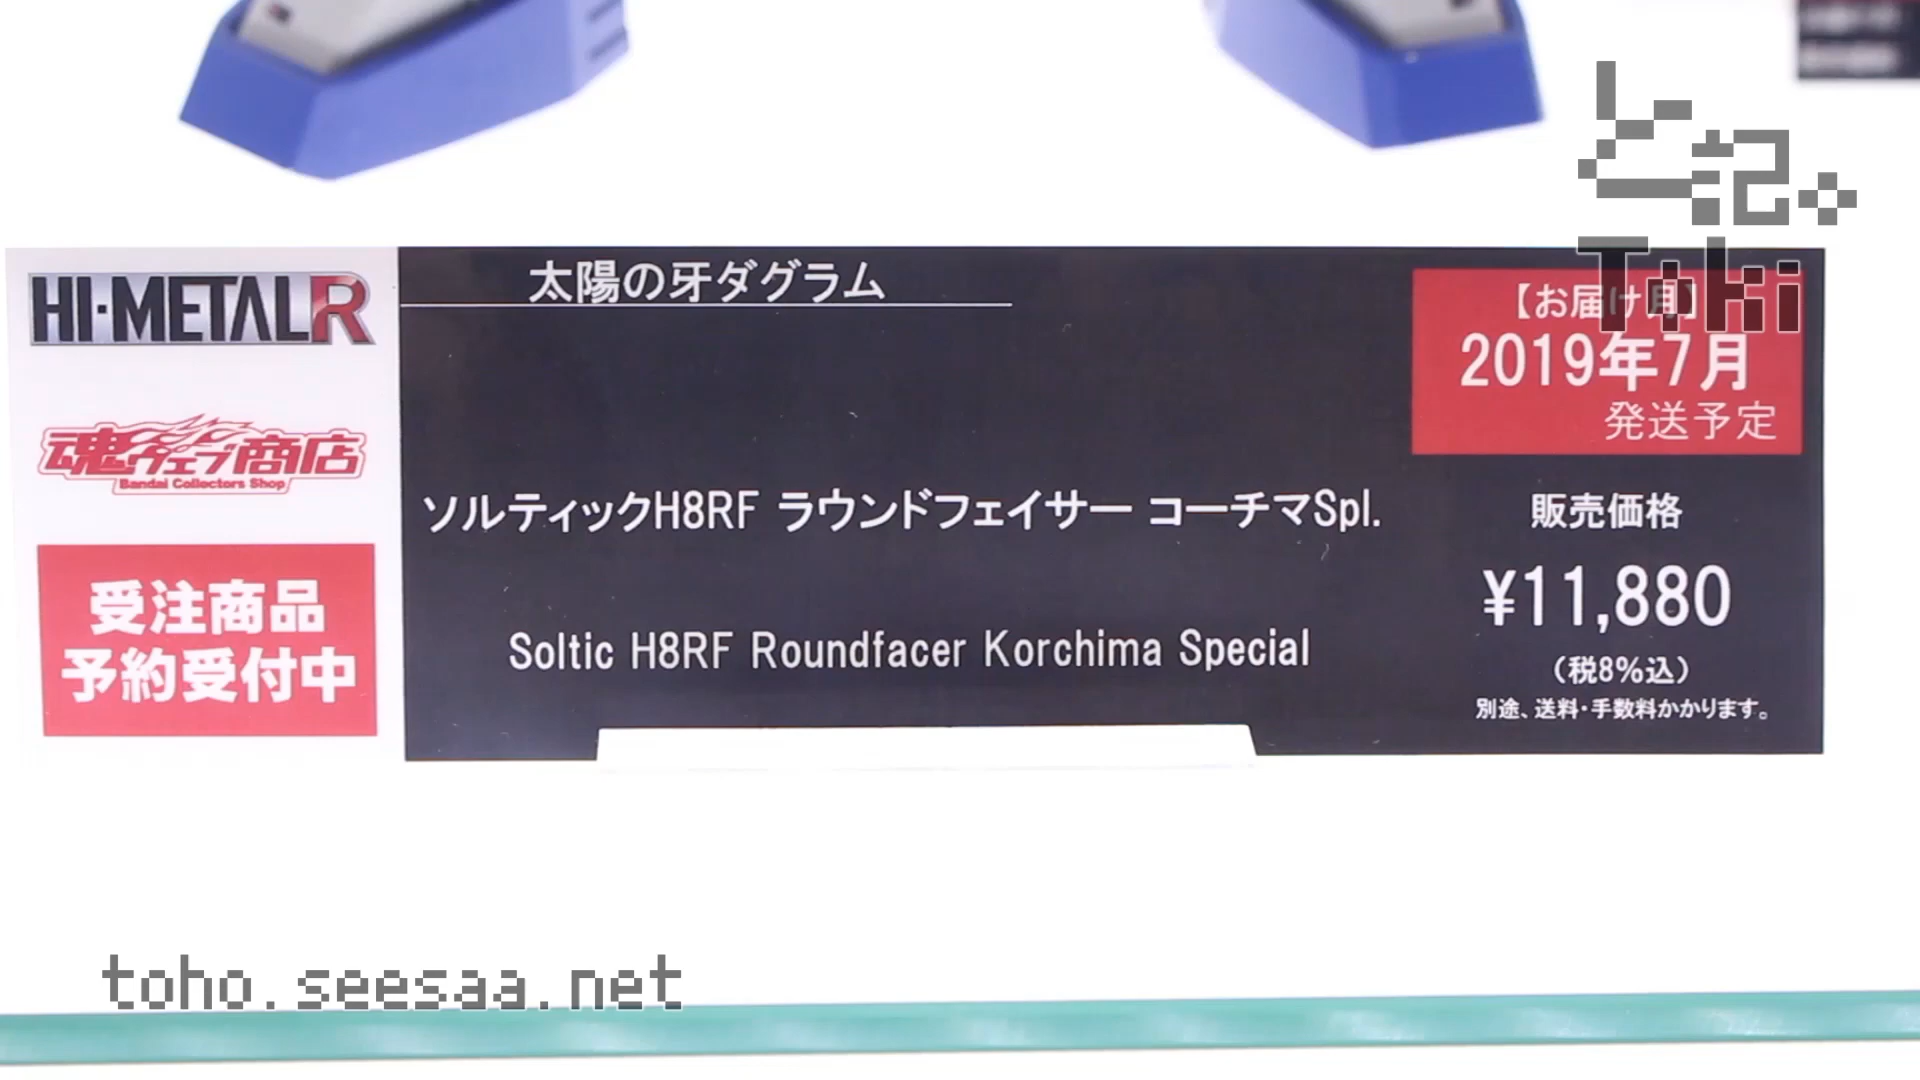 と記。
Toki
HI-METAL R
太陽の牙ダグラム
【お届け月】
2019年7月
発送予定
魂ウェブ商店
Bandai Collectors Shop
ソルティックH8RF ラウンドフェイサー コーチマSpl.
販売価格
受注商品
予約受付中
¥11,880
Soltic H8RF Roundfacer Korchima Special
(税8%込)
別途、送料・手数料かかります。
toho.seesaa.net